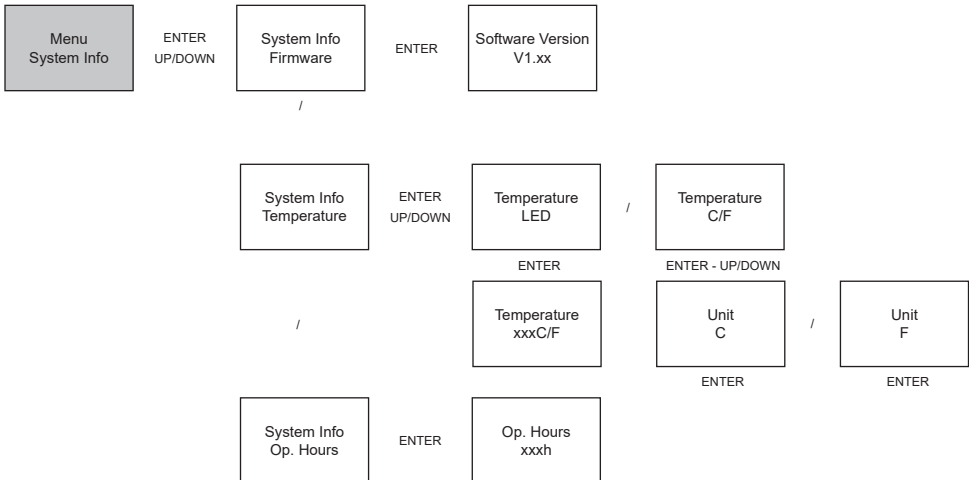 Menu
System Info
ENTER
UP/DOWN
System Info
Firmware
ENTER
Software Version
V1.xx
/
System Info
Temperature
ENTER
UP/DOWN
Temperature
LED
/
Temperature
C/F
ENTER
ENTER - UP/DOWN
/
Temperature
xxxC/F
Unit
C
/
Unit
F
ENTER
ENTER
System Info
Op. Hours
ENTER
Op. Hours
xxxh